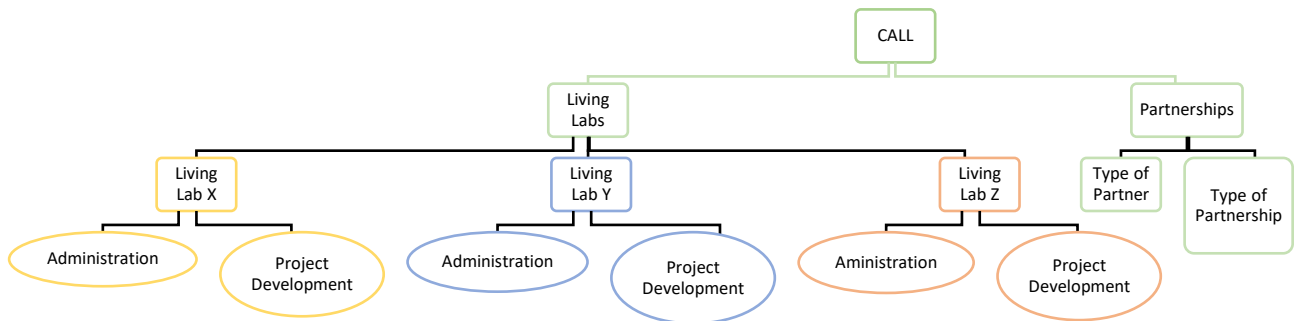 CALL
Living
Labs
Partnerships
Living
Lab X
Living
Lab Y
Living
Lab Z
Type of
Partner
Type of
Partnership
Administration
Project
Development
Administration
Project
Development
Aministration
Project
Development